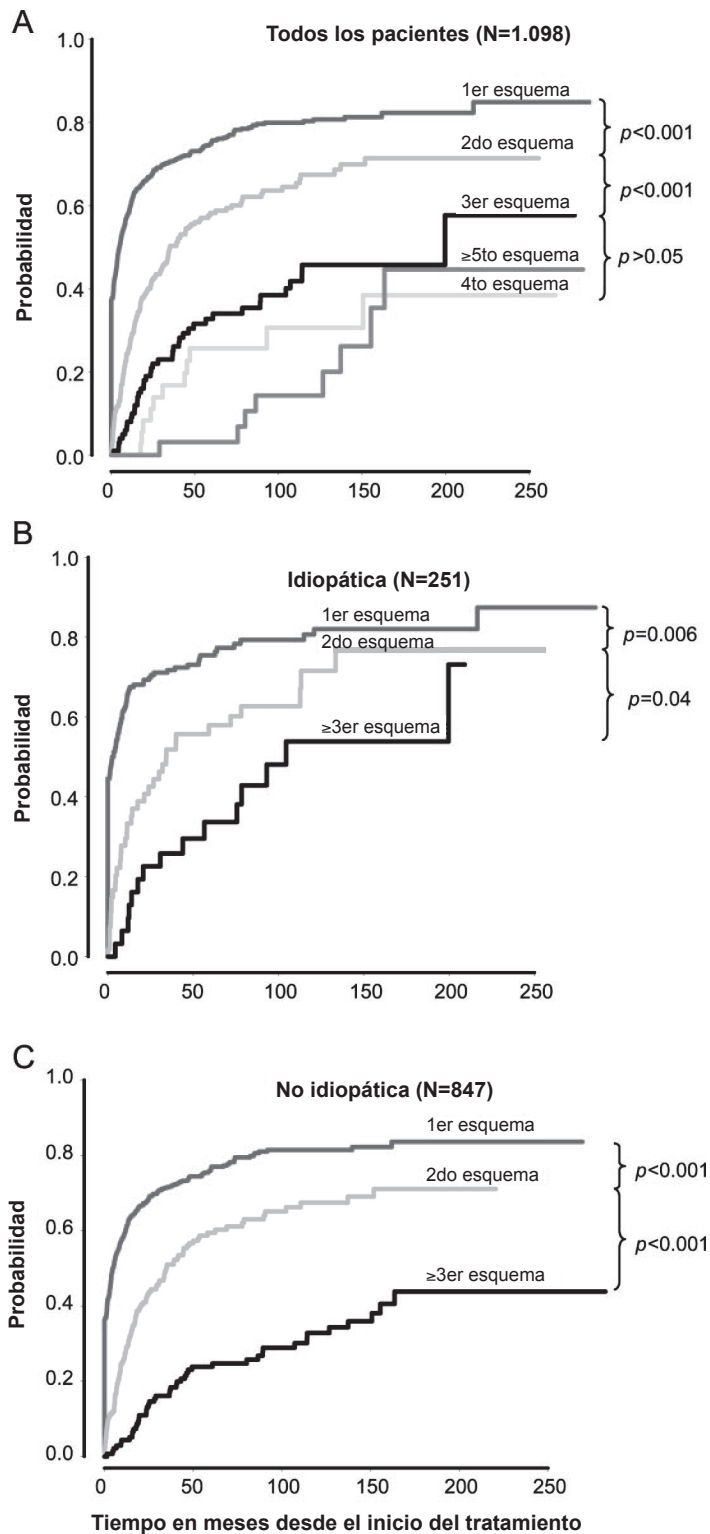 A
Todos los pacientes (N=1.098)
1.0
0.8
0.6
0.4
0.2
0.0
Probabilidad
1er esquema
2do esquema
3er esquema
≥5to esquema
4to esquema
p<0.001
p<0.001
p>0.05
0 50 100 150 200 250
B
Idiopática (N=251)
1.0
0.8
0.6
0.4
0.2
0.0
Probabilidad
1er esquema
2do esquema
≥3er esquema
p=0.006
p=0.04
0 50 100 150 200 250
C
No idiopática (N=847)
1.0
0.8
0.6
0.4
0.2
0.0
Probabilidad
1er esquema
2do esquema
≥3er esquema
p<0.001
p<0.001
0 50 100 150 200 250
Tiempo en meses desde el inicio del tratamiento